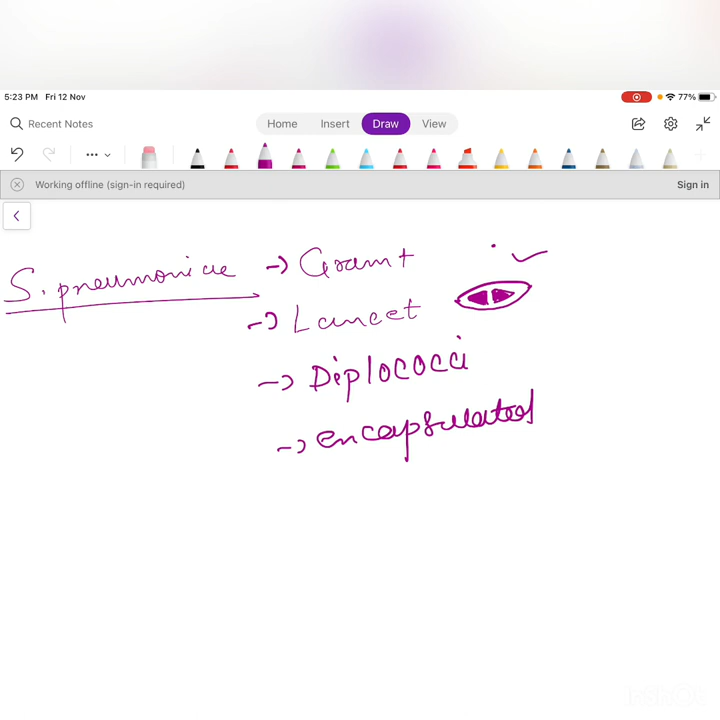 5:23 PM Fri 12 Nov 77%
Recent Notes Home Insert Draw View
Working offline (sign-in required) Sign in
S. pneumoniae → Gram +
→ Lancet
→ Diplococci
→ encapsulated
InShot